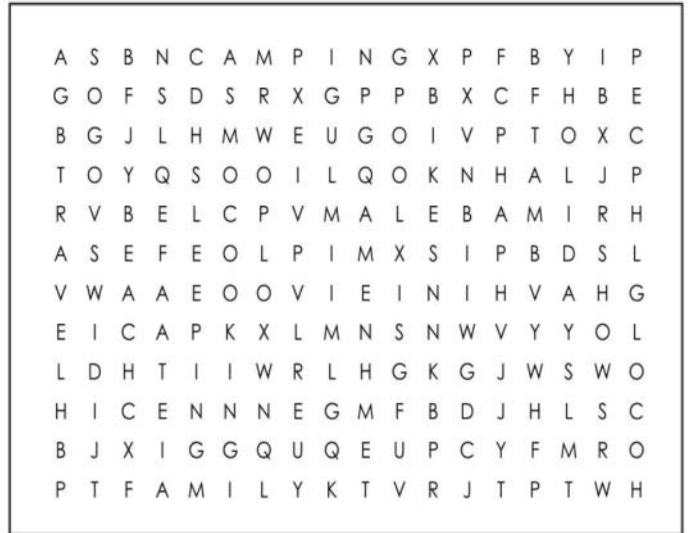 A S B N C A M P I N G X P F B Y I P
G O F S D S R X G P P B X C F H B E
B G J L H M W E U G O I V P T O X C
T O Y Q S O O I L Q O K N H A L J P
R V B E L C P V M A L E B A M I R H
A S E F E O L P I M X S I P B D S L
V W A A E O O V I E I N I H V A H G
E I C A P K X L M N S N W V Y Y O L
L D H T I I W R L H G K G J W S W O
H I C E N N N E G M F B D J H L S C
B J X I G G Q U Q E U P C Y F M R O
P T F A M I L Y K T V R J T P T W H